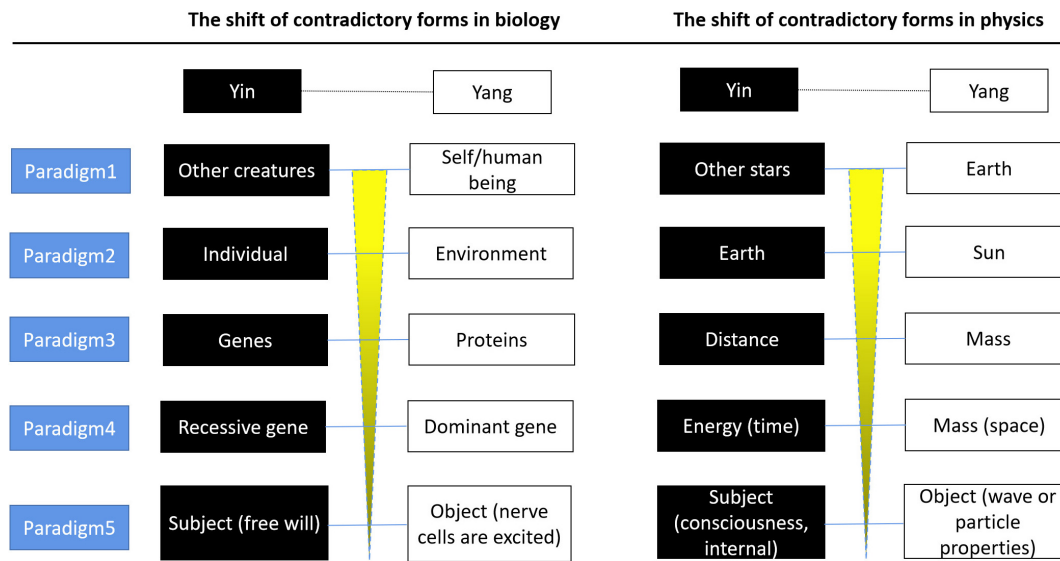 The shift of contradictory forms in biology
The shift of contradictory forms in physics
Yin
Yang
Yin
Yang
Paradigm1
Other creatures
Self/human
being
Other stars
Earth
Paradigm2
Individual
Environment
Earth
Sun
Paradigm3
Genes
Proteins
Distance
Mass
Paradigm4
Recessive gene
Dominant gene
Energy (time)
Mass (space)
Paradigm5
Subject (free will)
Object (nerve
cells are excited)
Subject
(consciousness,
internal)
Object (wave or
particle
properties)